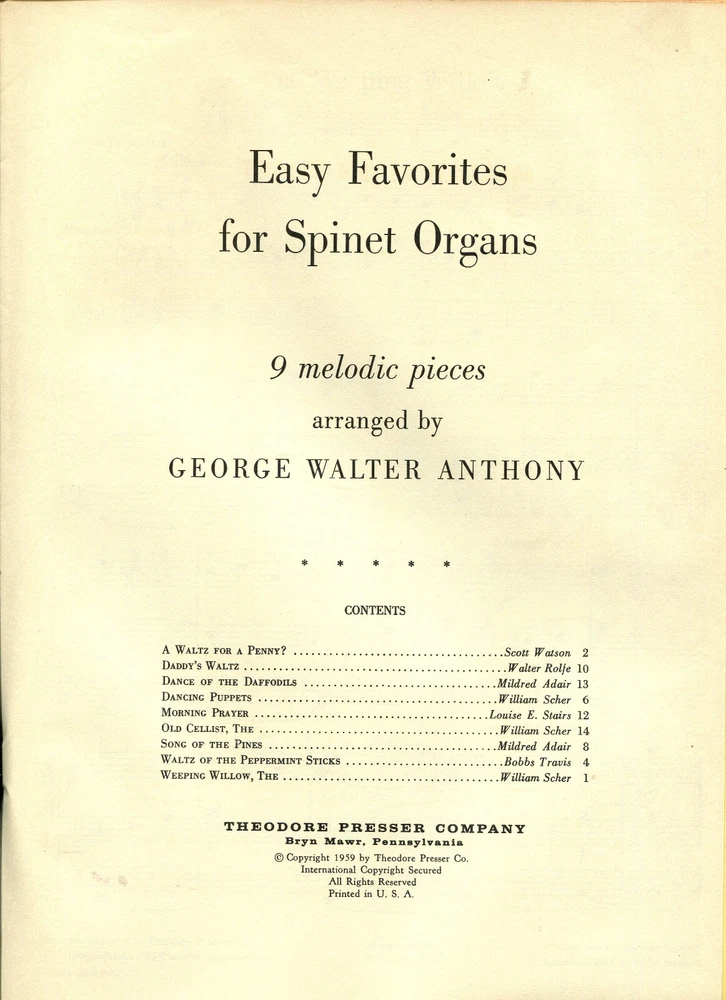 Easy Favorites
for Spinet Organs
9 melodic pieces
arranged by
GEORGE WALTER ANTHONY
* * * * *
CONTENTS
A WALTZ FOR A PENNY? ................................... Scott Watson 2
DADDY'S WALTZ ........................................... Walter Rolfe 10
DANCE OF THE DAFFODILS ................................ Mildred Adair 13
DANCING PUPPETS ....................................... William Scher 6
MORNING PRAYER ...................................... Louise E. Stairs 12
OLD CELLIST, THE ....................................... William Scher 14
SONG OF THE PINES ..................................... Mildred Adair 8
WALTZ OF THE PEPPERMINT STICKS ......................... Bobbs Travis 4
WEEPING WILLOW, THE ................................... William Scher 1
THEODORE PRESSER COMPANY
Bryn Mawr, Pennsylvania
© Copyright 1959 by Theodore Presser Co.
International Copyright Secured
All Rights Reserved
Printed in U. S. A.